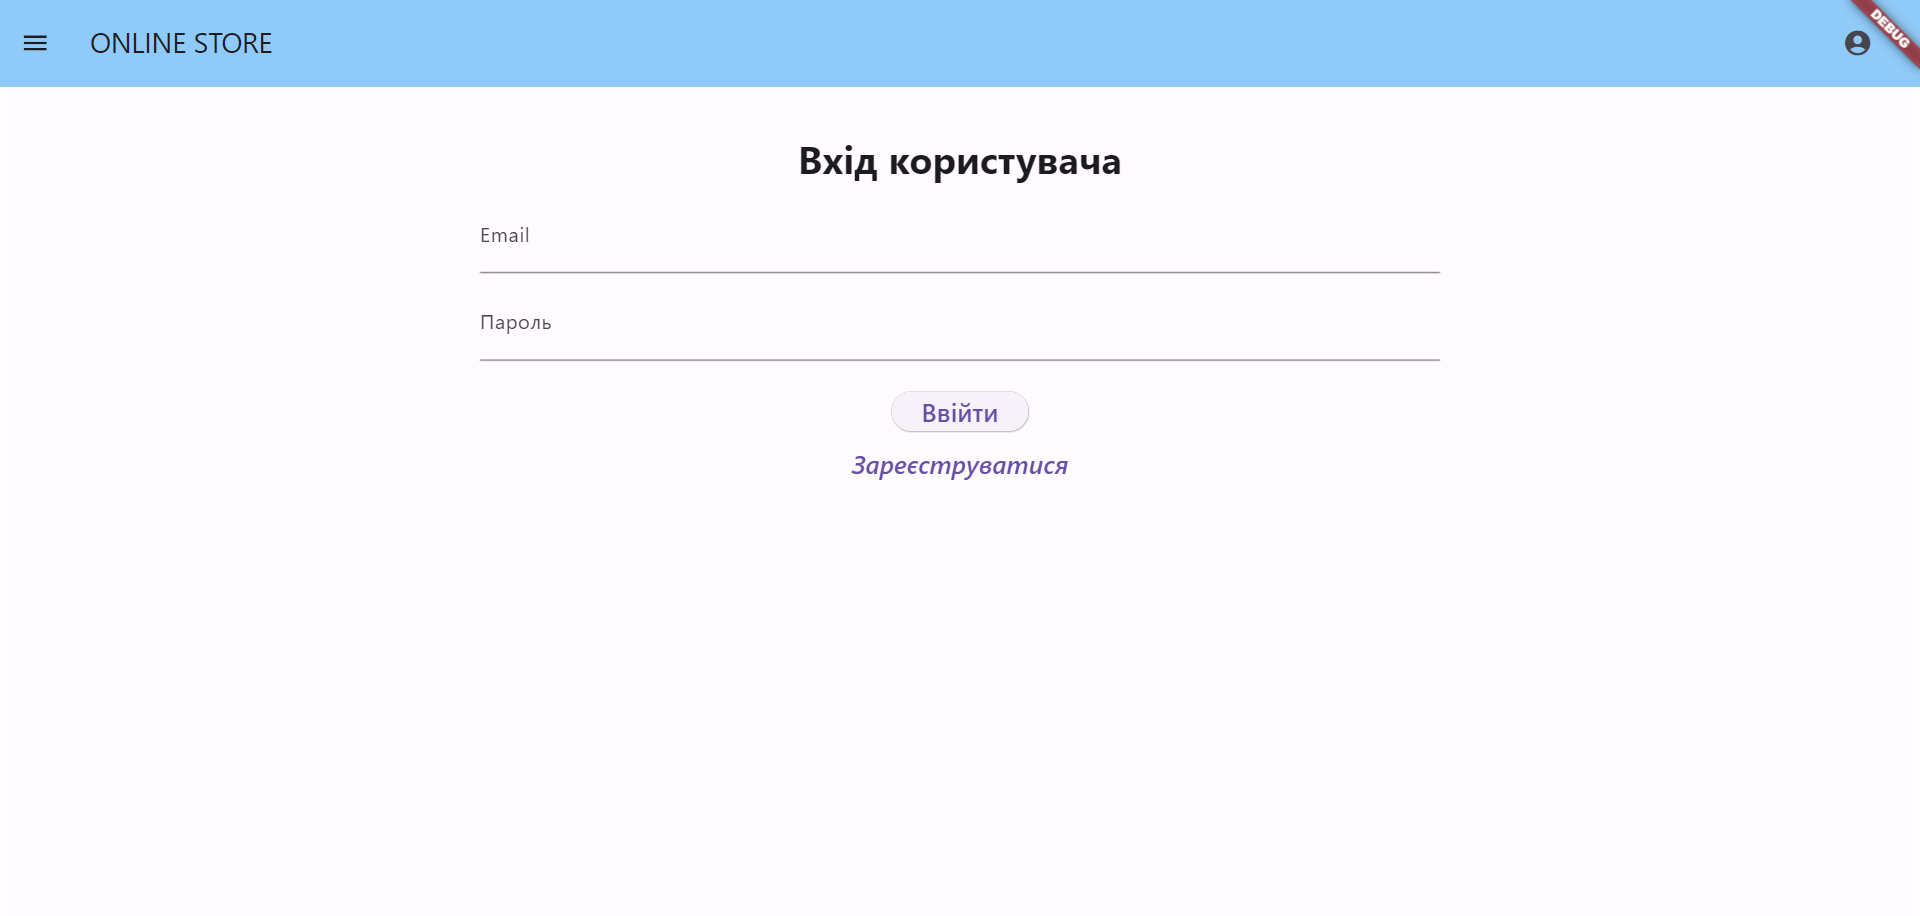 ONLINE STORE
DEBUG
Вхід користувача
Email
Пароль
Ввійти
Зареєструватися